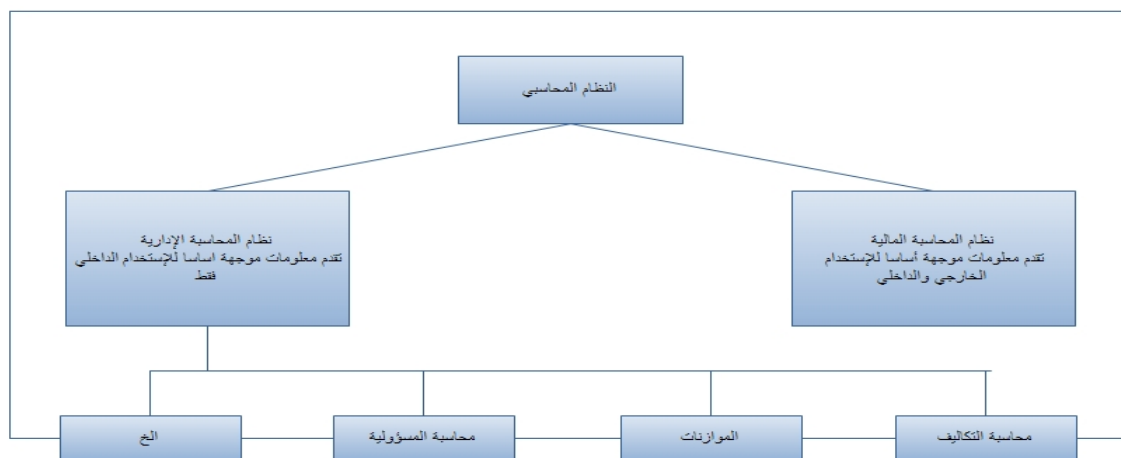 النظام المحاسبي
نظام المحاسبة المالية
تقدم معلومات موجهة أساسا للإستخدام
الخارجي والداخلي
نظام المحاسبة الإدارية
تقدم معلومات موجهة اساسا للإستخدام الداخلي
فقط
محاسبة التكاليف
الموازنات
محاسبة المسؤولية
الخ